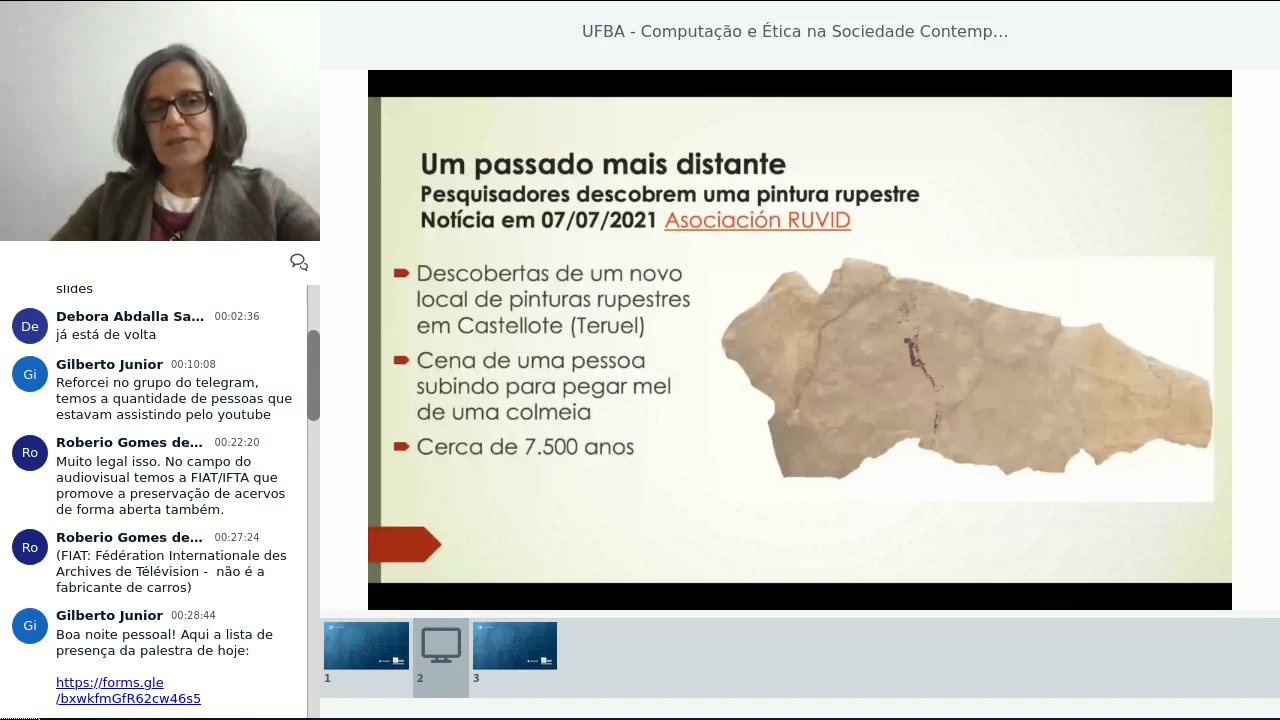 UFBA - Computação e Ética na Sociedade Contemp...
Um passado mais distante
Pesquisadores descobrem uma pintura rupestre
Notícia em 07/07/2021 Asociación RUVID
Descobertas de um novo
local de pinturas rupestres
em Castellote (Teruel)
Cena de uma pessoa
subindo para pegar mel
de uma colmeia
Cerca de 7.500 anos
slides
De
Debora Abdalla Sa... 00:02:36
já está de volta
Gi
Gilberto Junior 00:10:08
Reforcei no grupo do telegram,
temos a quantidade de pessoas que
estavam assistindo pelo youtube
Ro
Roberio Gomes de... 00:22:20
Muito legal isso. No campo do
audiovisual temos a FIAT/IFTA que
promove a preservação de acervos
de forma aberta também.
Ro
Roberio Gomes de... 00:27:24
(FIAT: Fédération Internationale des
Archives de Télévision - não é a
fabricante de carros)
Gi
Gilberto Junior 00:28:44
Boa noite pessoal! Aqui a lista de
presença da palestra de hoje:
https://forms.gle
/bxwkfmGfR62cw46s5
1
2
3